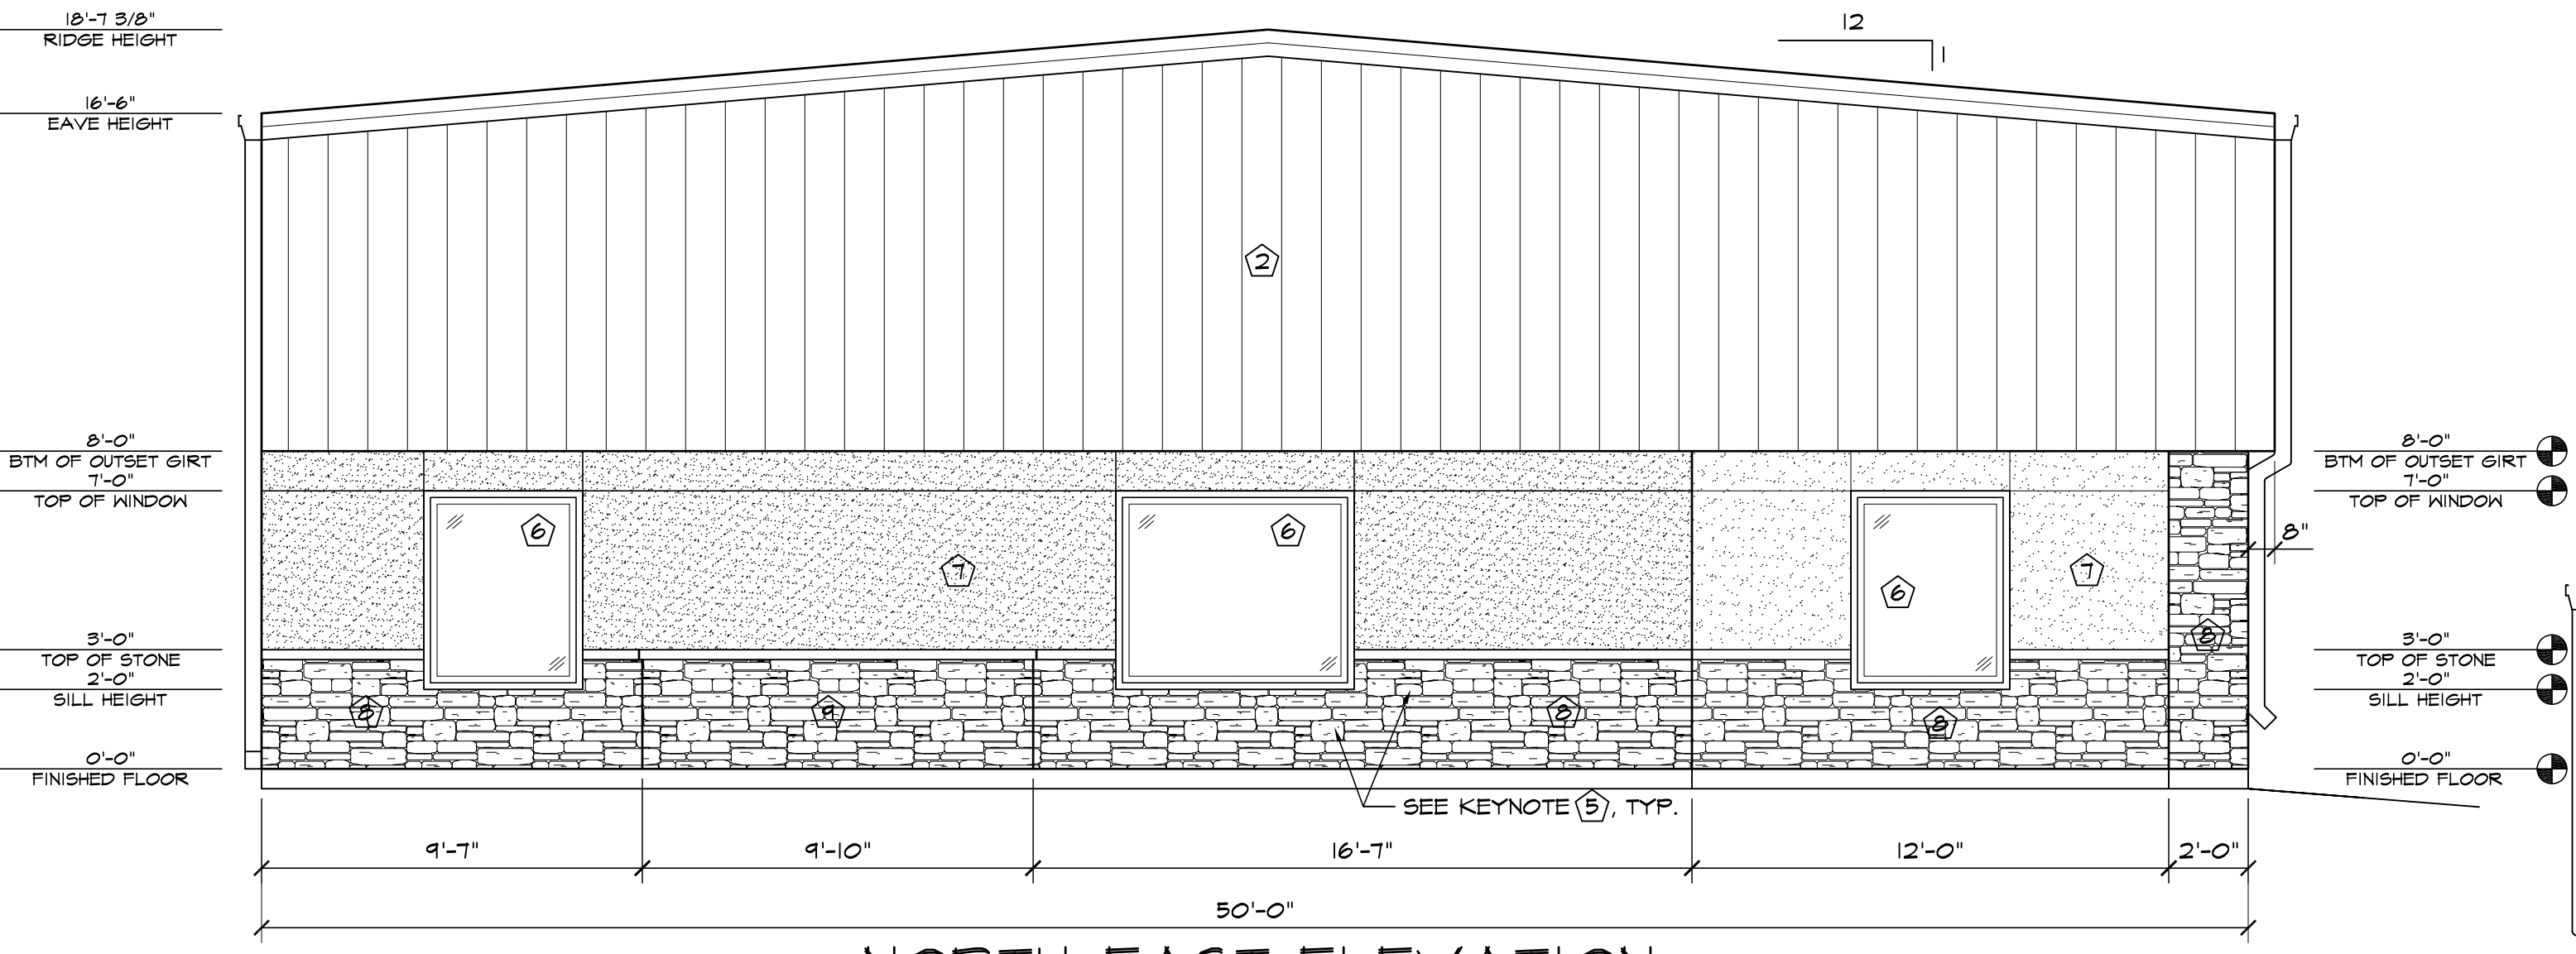 18'-7 3/8"
RIDGE HEIGHT
12
1
16'-6"
EAVE HEIGHT
2
8'-0"
BTM OF OUTSET GIRT
7'-0"
TOP OF WINDOW
8'-0"
BTM OF OUTSET GIRT
7'-0"
TOP OF WINDOW
6
6
6
7
7
8"
3'-0"
TOP OF STONE
2'-0"
SILL HEIGHT
8
9
8
8
8
3'-0"
TOP OF STONE
2'-0"
SILL HEIGHT
0'-0"
FINISHED FLOOR
0'-0"
FINISHED FLOOR
SEE KEYNOTE 5, TYP.
9'-7"
9'-10"
16'-7"
12'-0"
2'-0"
50'-0"
NORTH EAST ELEVATION